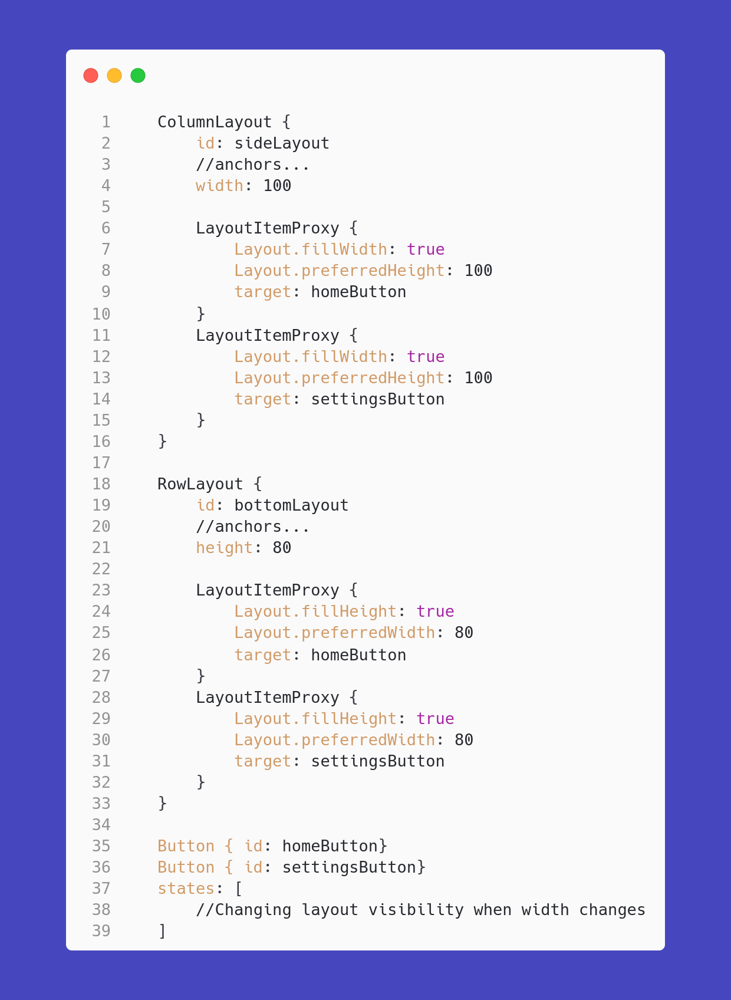 1 ColumnLayout {
2 id: sideLayout
3 //anchors...
4 width: 100
5
6 LayoutItemProxy {
7 Layout.fillWidth: true
8 Layout.preferredHeight: 100
9 target: homeButton
10 }
11 LayoutItemProxy {
12 Layout.fillWidth: true
13 Layout.preferredHeight: 100
14 target: settingsButton
15 }
16 }
17
18 RowLayout {
19 id: bottomLayout
20 //anchors...
21 height: 80
22
23 LayoutItemProxy {
24 Layout.fillHeight: true
25 Layout.preferredWidth: 80
26 target: homeButton
27 }
28 LayoutItemProxy {
29 Layout.fillHeight: true
30 Layout.preferredWidth: 80
31 target: settingsButton
32 }
33 }
34
35 Button { id: homeButton}
36 Button { id: settingsButton}
37 states: [
38 //Changing layout visibility when width changes
39 ]